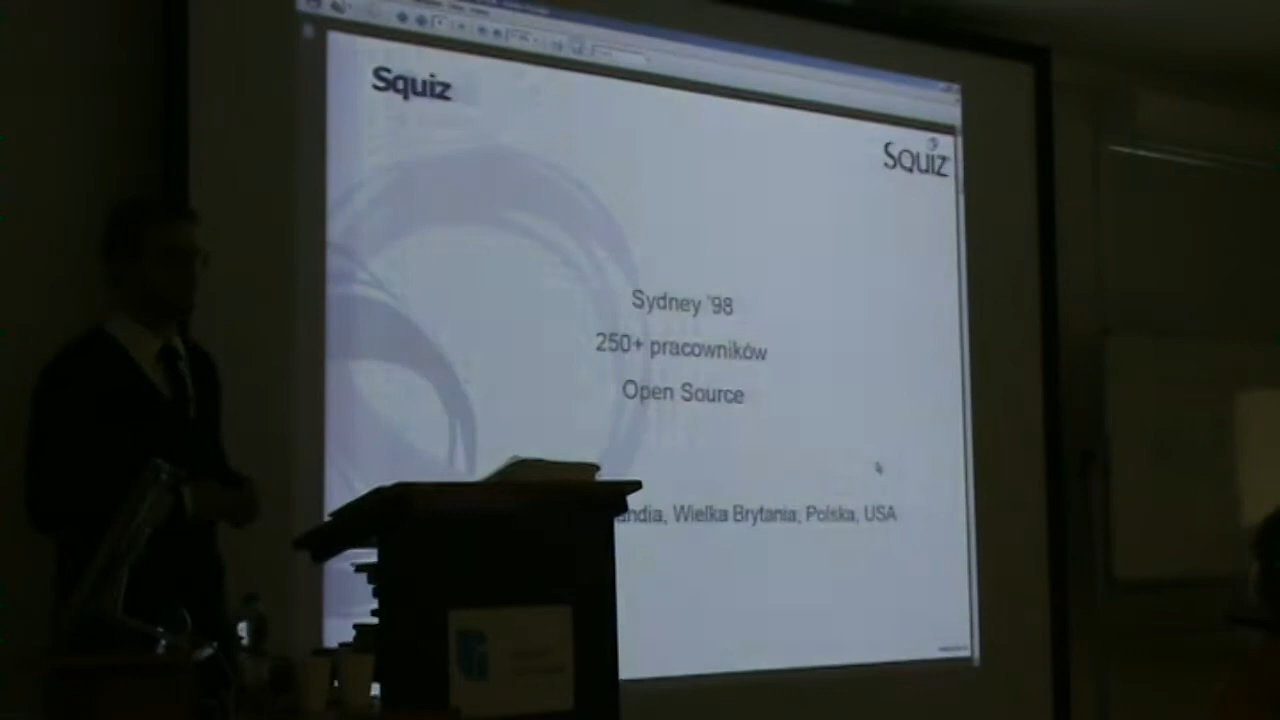 Squiz
SQUIZ
Sydney '98
250+ pracowników
Open Source
andia, Wielka Brytania, Polska, USA